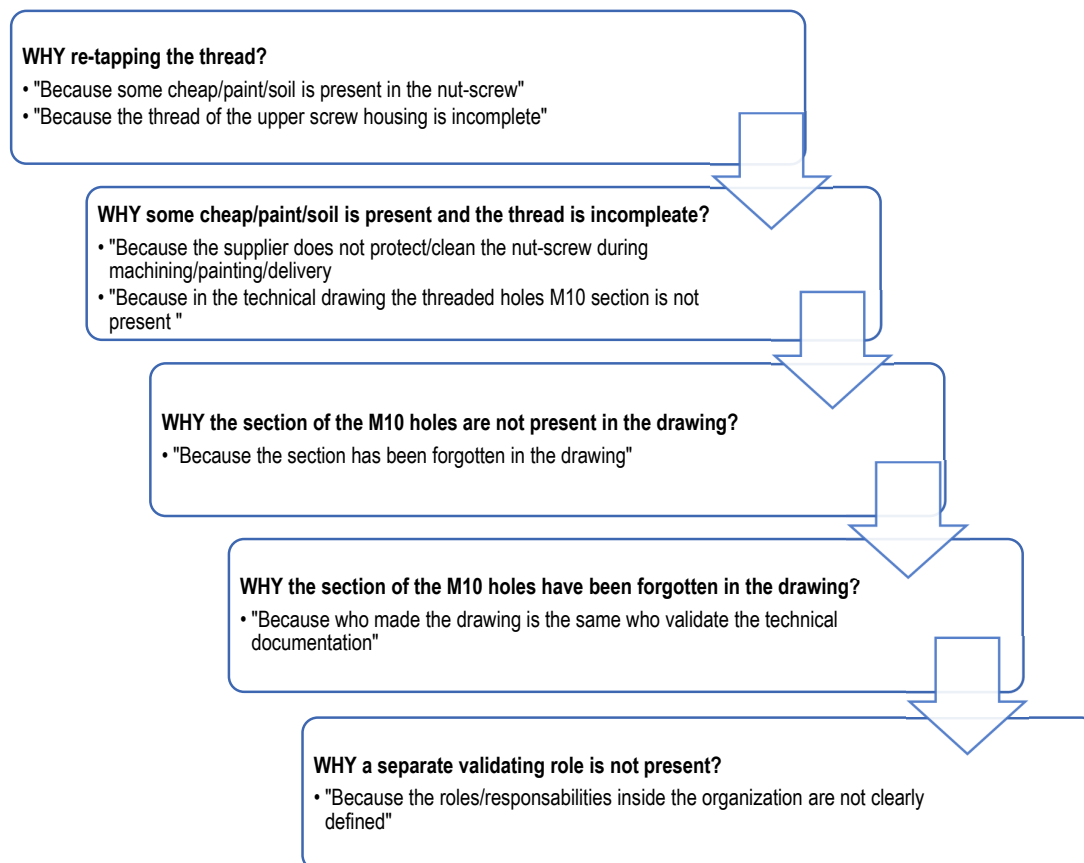 WHY re-tapping the thread?
• "Because some cheap/paint/soil is present in the nut-screw"
• "Because the thread of the upper screw housing is incomplete"
WHY some cheap/paint/soil is present and the thread is incompleate?
• "Because the supplier does not protect/clean the nut-screw during
machining/painting/delivery
• "Because in the technical drawing the threaded holes M10 section is not
present "
WHY the section of the M10 holes are not present in the drawing?
• "Because the section has been forgotten in the drawing"
WHY the section of the M10 holes have been forgotten in the drawing?
• "Because who made the drawing is the same who validate the technical
documentation"
WHY a separate validating role is not present?
• "Because the roles/responsabilities inside the organization are not clearly
defined"